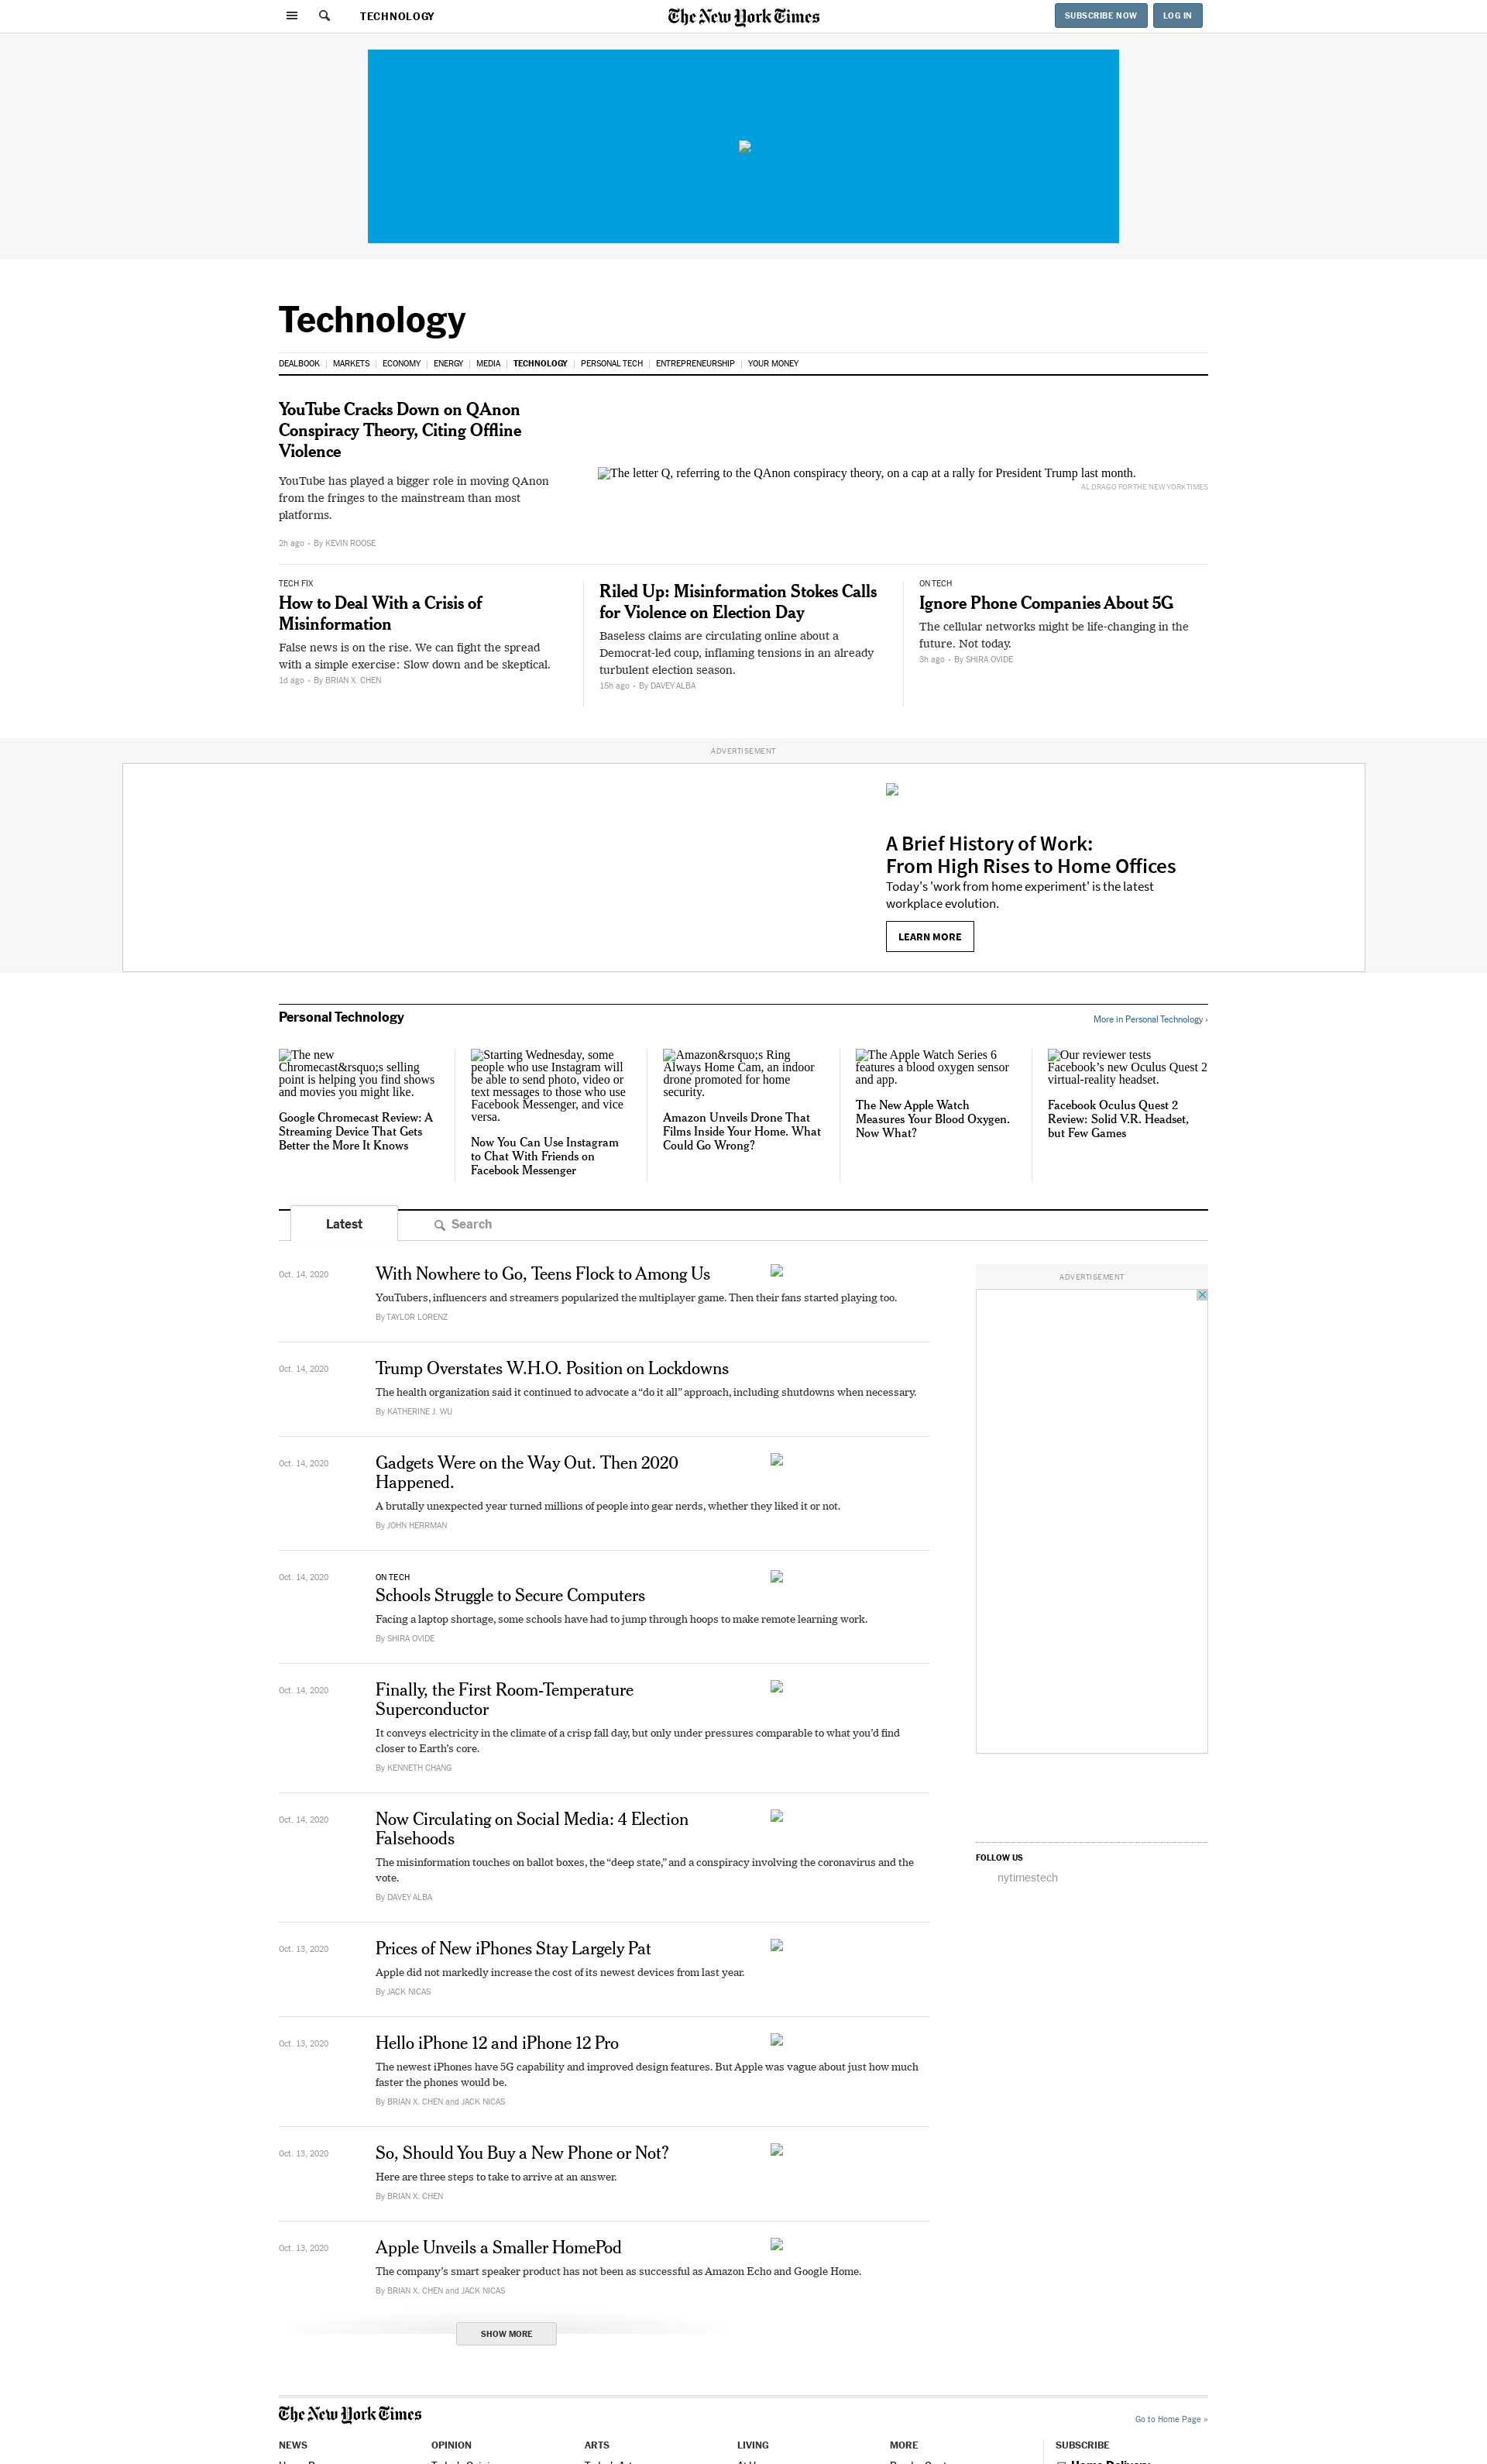 TECHNOLOGY
The New York Times
SUBSCRIBE NOW
LOG IN
Technology
DEALBOOK
MARKETS
ECONOMY
ENERGY
MEDIA
TECHNOLOGY
PERSONAL TECH
ENTREPRENEURSHIP
YOUR MONEY
YouTube Cracks Down on QAnon
Conspiracy Theory, Citing Offline
Violence
YouTube has played a bigger role in moving QAnon
from the fringes to the mainstream than most
platforms.
2h ago • By KEVIN ROOSE
The letter Q, referring to the QAnon conspiracy theory, on a cap at a rally for President Trump last month.
AL DRAGO FOR THE NEW YORK TIMES
TECH FIX
How to Deal With a Crisis of
Misinformation
False news is on the rise. We can fight the spread
with a simple exercise: Slow down and be skeptical.
1d ago • By BRIAN X. CHEN
Riled Up: Misinformation Stokes Calls
for Violence on Election Day
Baseless claims are circulating online about a
Democrat-led coup, inflaming tensions in an already
turbulent election season.
15h ago • By DAVEY ALBA
ON TECH
Ignore Phone Companies About 5G
The cellular networks might be life-changing in the
future. Not today.
3h ago • By SHIRA OVIDE
ADVERTISEMENT
A Brief History of Work:
From High Rises to Home Offices
Today's 'work from home experiment' is the latest
workplace evolution.
LEARN MORE
Personal Technology
More in Personal Technology ›
The new
Chromecast&rsquo;s selling
point is helping you find shows
and movies you might like.
Google Chromecast Review: A
Streaming Device That Gets
Better the More It Knows
Starting Wednesday, some
people who use Instagram will
be able to send photo, video or
text messages to those who use
Facebook Messenger, and vice
versa.
Now You Can Use Instagram
to Chat With Friends on
Facebook Messenger
Amazon&rsquo;s Ring
Always Home Cam, an indoor
drone promoted for home
security.
Amazon Unveils Drone That
Films Inside Your Home. What
Could Go Wrong?
The Apple Watch Series 6
features a blood oxygen sensor
and app.
The New Apple Watch
Measures Your Blood Oxygen.
Now What?
Our reviewer tests
Facebook’s new Oculus Quest 2
virtual-reality headset.
Facebook Oculus Quest 2
Review: Solid V.R. Headset,
but Few Games
Latest
Search
Oct. 14, 2020
With Nowhere to Go, Teens Flock to Among Us
YouTubers, influencers and streamers popularized the multiplayer game. Then their fans started playing too.
By TAYLOR LORENZ
ADVERTISEMENT
Oct. 14, 2020
Trump Overstates W.H.O. Position on Lockdowns
The health organization said it continued to advocate a “do it all” approach, including shutdowns when necessary.
By KATHERINE J. WU
Oct. 14, 2020
Gadgets Were on the Way Out. Then 2020
Happened.
A brutally unexpected year turned millions of people into gear nerds, whether they liked it or not.
By JOHN HERRMAN
Oct. 14, 2020
ON TECH
Schools Struggle to Secure Computers
Facing a laptop shortage, some schools have had to jump through hoops to make remote learning work.
By SHIRA OVIDE
Oct. 14, 2020
Finally, the First Room-Temperature
Superconductor
It conveys electricity in the climate of a crisp fall day, but only under pressures comparable to what you’d find
closer to Earth’s core.
By KENNETH CHANG
Oct. 14, 2020
Now Circulating on Social Media: 4 Election
Falsehoods
The misinformation touches on ballot boxes, the “deep state,” and a conspiracy involving the coronavirus and the
vote.
By DAVEY ALBA
FOLLOW US
nytimestech
Oct. 13, 2020
Prices of New iPhones Stay Largely Pat
Apple did not markedly increase the cost of its newest devices from last year.
By JACK NICAS
Oct. 13, 2020
Hello iPhone 12 and iPhone 12 Pro
The newest iPhones have 5G capability and improved design features. But Apple was vague about just how much
faster the phones would be.
By BRIAN X. CHEN and JACK NICAS
Oct. 13, 2020
So, Should You Buy a New Phone or Not?
Here are three steps to take to arrive at an answer.
By BRIAN X. CHEN
Oct. 13, 2020
Apple Unveils a Smaller HomePod
The company’s smart speaker product has not been as successful as Amazon Echo and Google Home.
By BRIAN X. CHEN and JACK NICAS
SHOW MORE
The New York Times
Go to Home Page »
NEWS
OPINION
ARTS
LIVING
MORE
SUBSCRIBE